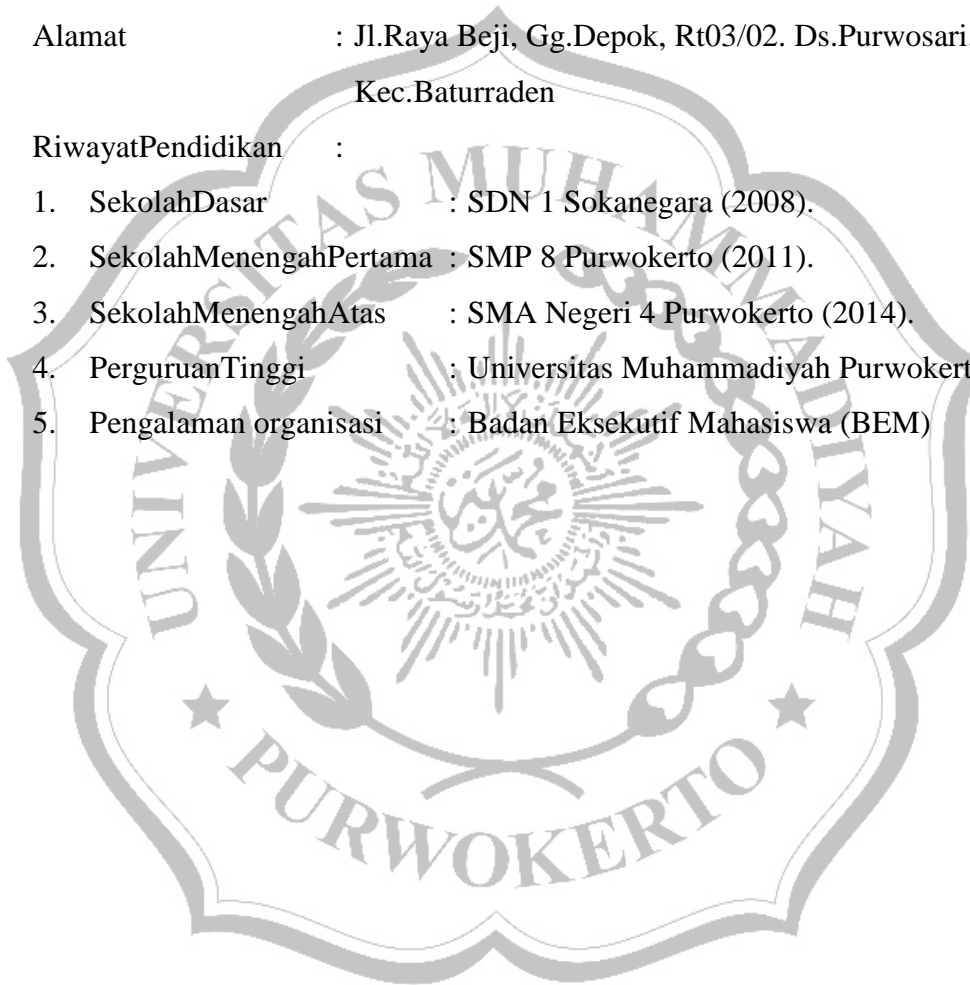 Alamat : Jl.Raya Beji, Gg.Depok, Rt03/02. Ds.Purwosari.
Kec.Baturraden
RiwayatPendidikan :
1. SekolahDasar : SDN 1 Sokanegara (2008).
2. SekolahMenengahPertama : SMP 8 Purwokerto (2011).
3. SekolahMenengahAtas : SMA Negeri 4 Purwokerto (2014).
4. PerguruanTinggi : Universitas Muhammadiyah Purwokert
5. Pengalaman organisasi : Badan Eksekutif Mahasiswa (BEM)
UNIVERSITAS MUHAMMADIYAH
PURWOKERTO